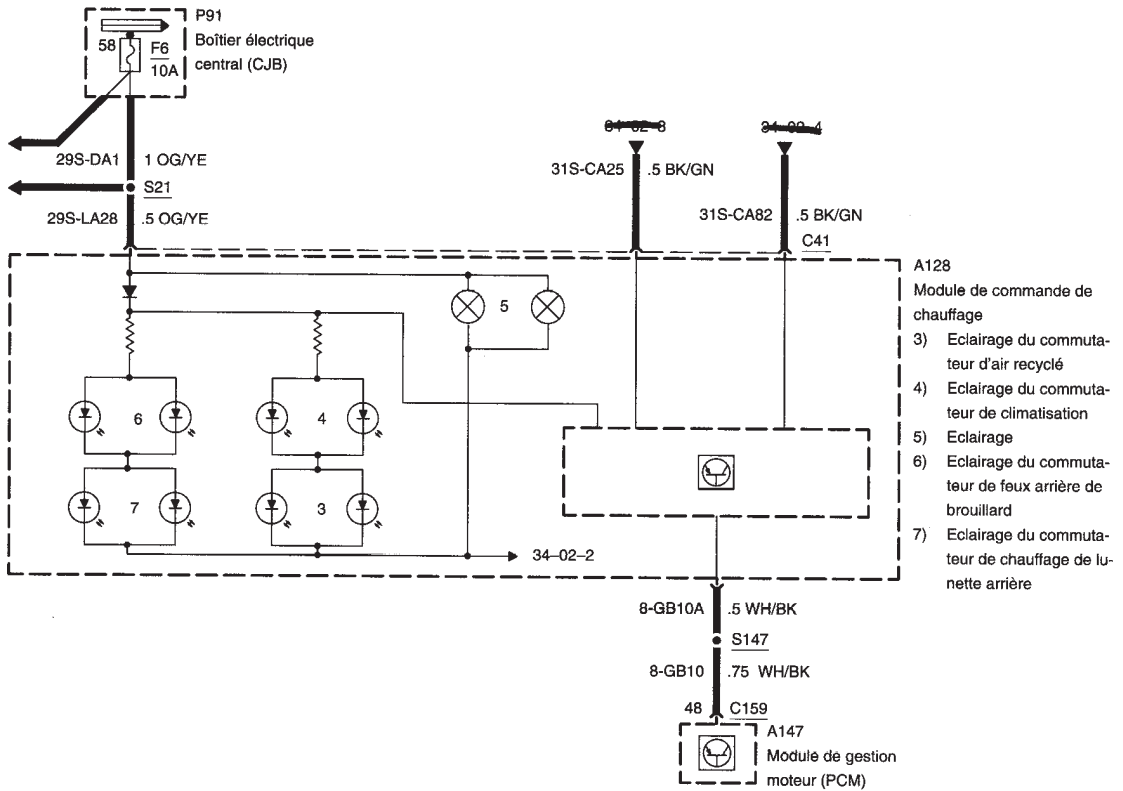 P91
Boîtier électrique
central (CJB)
58
F6
10A
29S-DA1
1 OG/YE
S21
29S-LA28
.5 OG/YE
31S-CA25
.5 BK/GN
31S-CA82
.5 BK/GN
C41
A128
Module de commande de
chauffage
3) Eclairage du commuta-
teur d'air recyclé
4) Eclairage du commuta-
teur de climatisation
5) Eclairage
6) Eclairage du commuta-
teur de feux arrière de
brouillard
7) Eclairage du commuta-
teur de chauffage de lu-
nette arrière
5
6
4
7
3
34–02–2
8-GB10A
.5 WH/BK
S147
8-GB10
.75 WH/BK
48
C159
A147
Module de gestion
moteur (PCM)